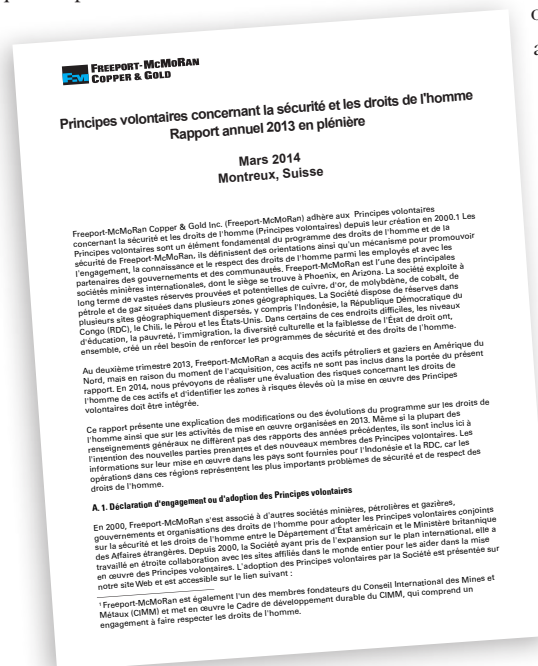 FREEPORT-MCMORAN
COPPER & GOLD
Principes volontaires concernant la sécurité et les droits de l'homme
Rapport annuel 2013 en plénière
Mars 2014
Montreux, Suisse
Freeport-McMoRan Copper & Gold Inc. (Freeport-McMoRan) adhère aux Principes volontaires
concernant la sécurité et les droits de l'homme (Principes volontaires) depuis leur création en 2000.1 Les
Principes volontaires sont un élément fondamental du programme des droits de l'homme et de la
sécurité de Freeport-McMoRan, ils définissent des orientations ainsi qu'un mécanisme pour promouvoir
l'engagement, la connaissance et le respect des droits de l'homme parmi les employés et avec les
partenaires des gouvernements et des communautés. Freeport-McMoRan est l'une des principales
sociétés minières internationales, dont le siège se trouve à Phoenix, en Arizona. La société exploite à
long terme de vastes réserves prouvées et potentielles de cuivre, d'or, de molybdène, de cobalt, de
pétrole et de gaz situées dans plusieurs zones géographiques. La Société dispose de réserves dans
plusieurs sites géographiquement dispersés, y compris l'Indonésie, la République Démocratique du
Congo (RDC), le Chili, le Pérou et les États-Unis. Dans certains de ces endroits difficiles, les niveaux
d'éducation, la pauvreté, l'immigration, la diversité culturelle et la faiblesse de l'État de droit ont,
ensemble, créé un réel besoin de renforcer les programmes de sécurité et des droits de l'homme.
Au deuxième trimestre 2013, Freeport-McMoRan a acquis des actifs pétroliers et gaziers en Amérique du
Nord, mais en raison du moment de l'acquisition, ces actifs ne sont pas inclus dans la portée du présent
rapport. En 2014, nous prévoyons de réaliser une évaluation des risques concernant les droits de
l'homme de ces actifs et d'identifier les zones à risques élevés où la mise en œuvre des Principes
volontaires doit être intégrée.
Ce rapport présente une explication des modifications ou des évolutions du programme sur les droits de
l'homme ainsi que sur les activités de mise en œuvre organisées en 2013. Même si la plupart des
renseignements généraux ne diffèrent pas des rapports des années précédentes, ils sont inclus ici à
l'intention des nouvelles parties prenantes et des nouveaux membres des Principes volontaires. Les
informations sur leur mise en œuvre dans les pays sont fournies pour l'Indonésie et la RDC, car les
opérations dans ces régions représentent les plus importants problèmes de sécurité et de respect des
droits de l'homme.
A. 1. Déclaration d'engagement ou d'adoption des Principes volontaires
En 2000, Freeport-McMoRan s'est associé à d'autres sociétés minières, pétrolières et gazières,
gouvernements et organisations des droits de l'homme pour adopter les Principes volontaires conjoints
sur la sécurité et les droits de l'homme entre le Département d'État américain et le Ministère britannique
des Affaires étrangères. Depuis 2000, la Société ayant pris de l'expansion sur le plan international, elle a
travaillé en étroite collaboration avec les sites affiliés dans le monde entier pour les aider dans la mise
en œuvre des Principes volontaires. L'adoption des Principes volontaires par la Société est présentée sur
notre site Web et est accessible sur le lien suivant :
¹ Freeport-McMoRan est également l'un des membres fondateurs du Conseil International des Mines et
Métaux (CIMM) et met en œuvre le Cadre de développement durable du CIMM, qui comprend un
engagement à faire respecter les droits de l'homme.